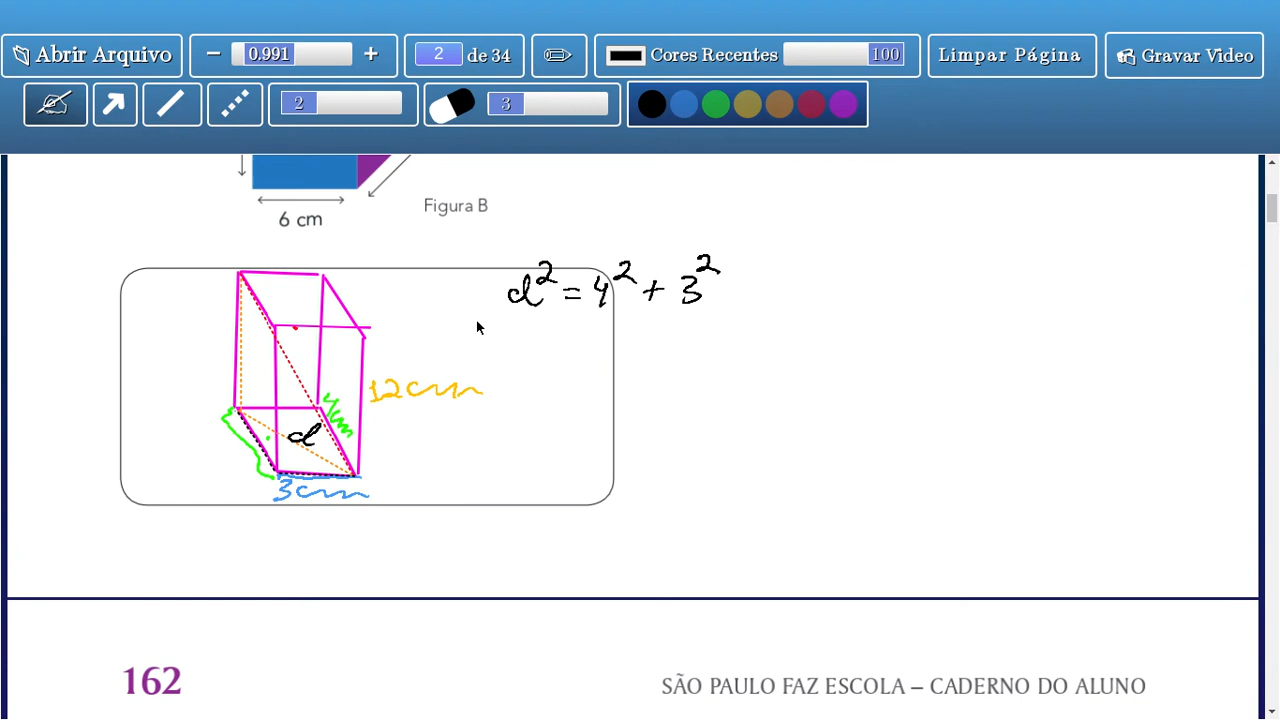 Abrir Arquivo − 0.991 + 2 de 34 Cores Recentes 100 Limpar Página Gravar Video
2 3
6 cm
Figura B
d² = 4² + 3²
12cm
4cm
d
3cm
162
SÃO PAULO FAZ ESCOLA – CADERNO DO ALUNO